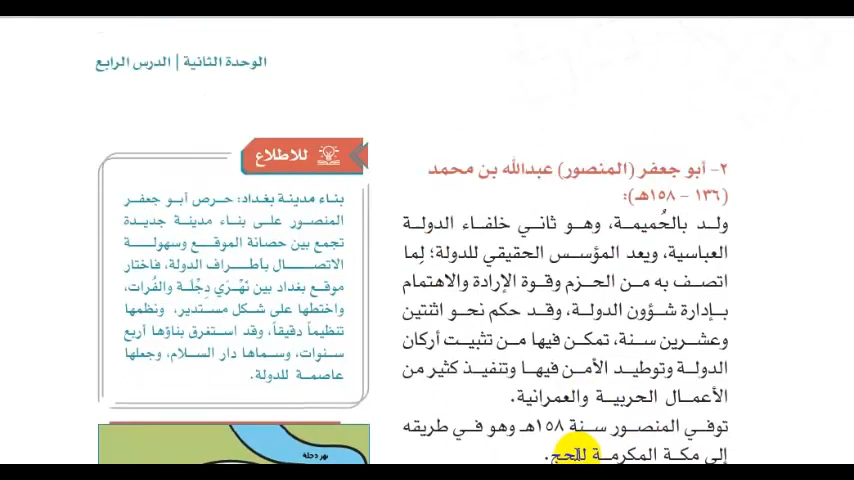 الوحدة الثانية | الدرس الرابع
٢- أبو جعفر (المنصور) عبدالله بن محمد
(١٣٦ - ١٥٨هـ):
ولد بالحُميمة، وهو ثاني خلفاء الدولة
العباسية، ويعد المؤسس الحقيقي للدولة؛ لِما
اتصف به من الحزم وقوة الإرادة والاهتمام
بإدارة شؤون الدولة، وقد حكم نحو اثنتين
وعشرين سنة، تمكن فيها من تثبيت أركان
الدولة وتوطيد الأمن فيها وتنفيذ كثير من
الأعمال الحربية والعمرانية.
توفي المنصور سنة ١٥٨هـ وهو في طريقه
إلى مكة المكرمة للحج.
للاطلاع
بناء مدينة بغداد: حرص أبو جعفر
المنصور على بناء مدينة جديدة
تجمع بين حصانة الموقع وسهولة
الاتصال بأطراف الدولة، فاختار
موقع بغداد بين نهْرَي دِجْلَة والفُرات،
واختطها على شكل مستدير، ونظمها
تنظيماً دقيقاً، وقد استغرق بناؤها أربع
سنوات، وسماها دار السلام، وجعلها
عاصمة للدولة.
نهر دجلة